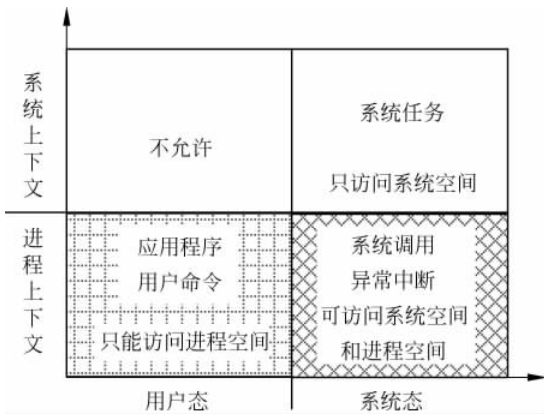 系统上下文
不允许
系统任务
只访问系统空间
进程上下文
应用程序
用户命令
只能访问进程空间
系统调用
异常中断
可访问系统空间
和进程空间
用户态
系统态